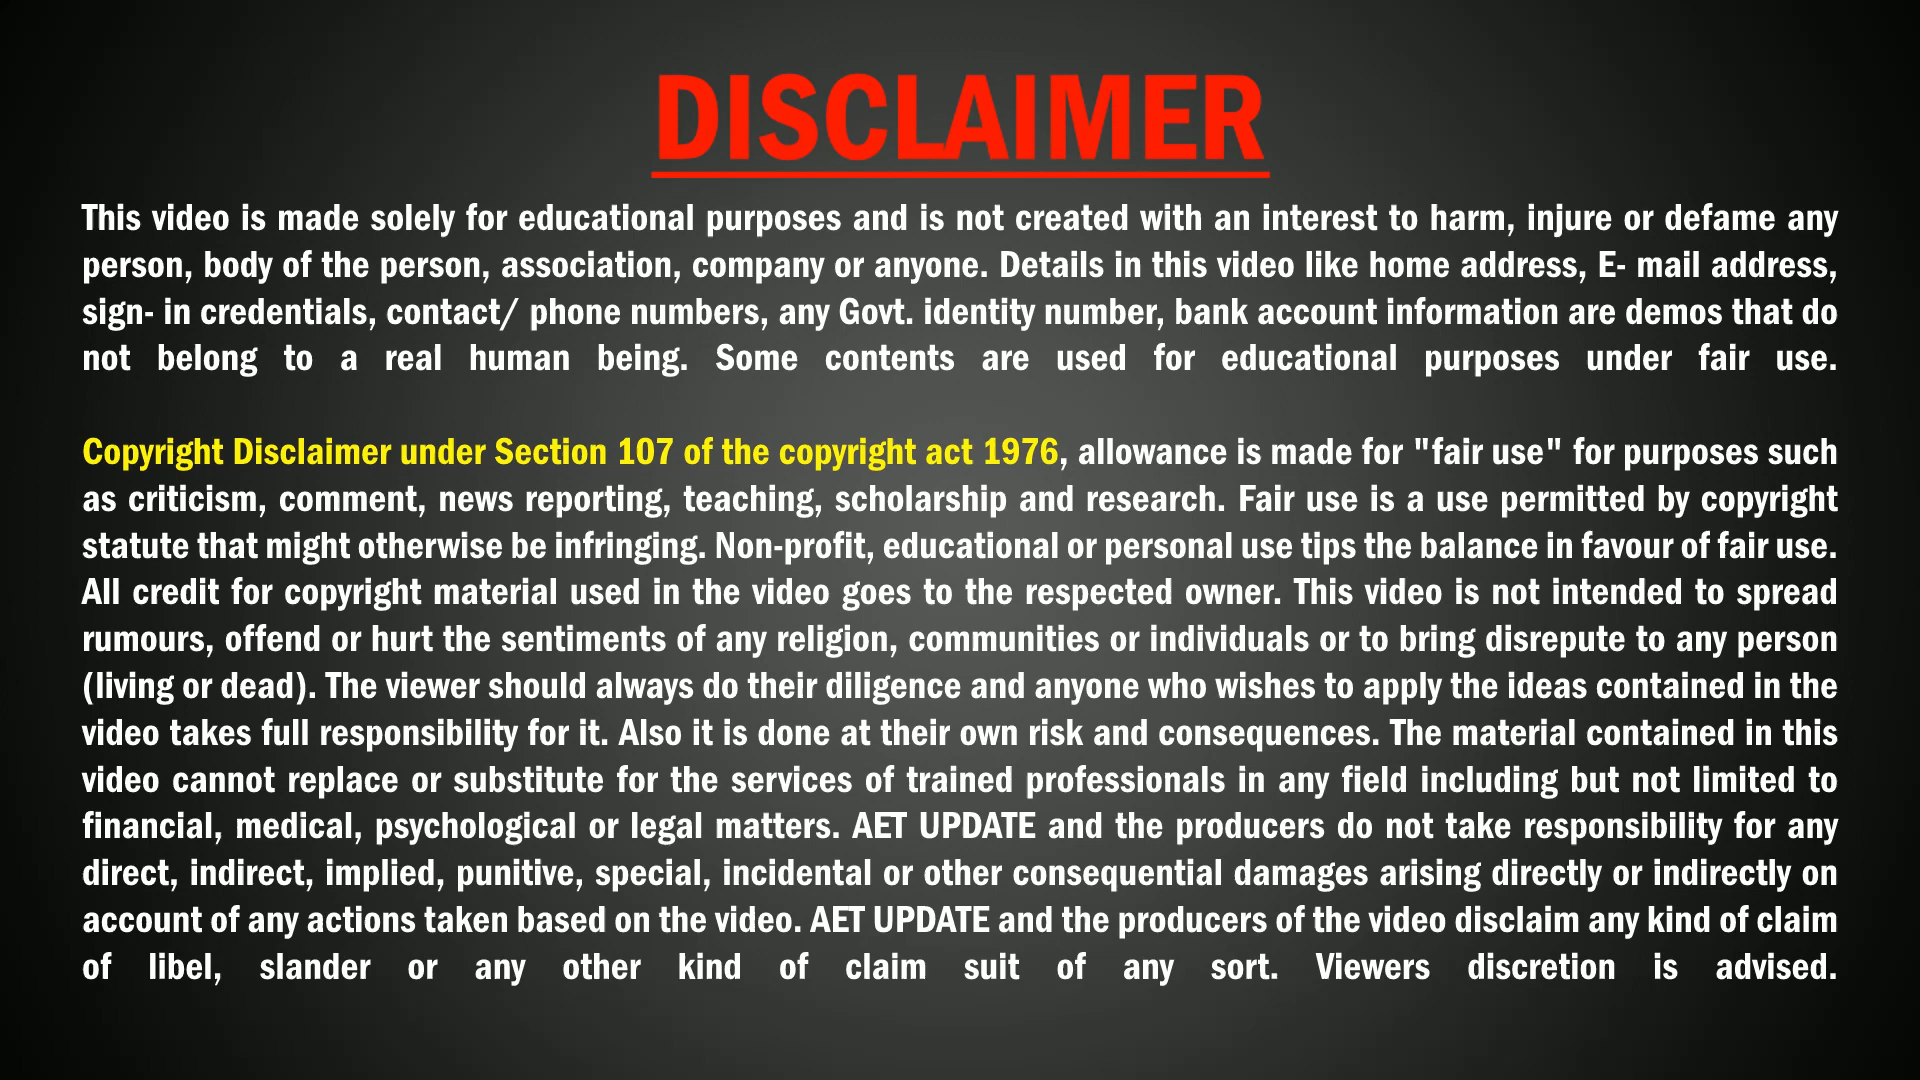 DISCLAIMER
This video is made solely for educational purposes and is not created with an interest to harm, injure or defame any
person, body of the person, association, company or anyone. Details in this video like home address, E- mail address,
sign- in credentials, contact/ phone numbers, any Govt. identity number, bank account information are demos that do
not belong to a real human being. Some contents are used for educational purposes under fair use.
Copyright Disclaimer under Section 107 of the copyright act 1976, allowance is made for "fair use" for purposes such
as criticism, comment, news reporting, teaching, scholarship and research. Fair use is a use permitted by copyright
statute that might otherwise be infringing. Non-profit, educational or personal use tips the balance in favour of fair use.
All credit for copyright material used in the video goes to the respected owner. This video is not intended to spread
rumours, offend or hurt the sentiments of any religion, communities or individuals or to bring disrepute to any person
(living or dead). The viewer should always do their diligence and anyone who wishes to apply the ideas contained in the
video takes full responsibility for it. Also it is done at their own risk and consequences. The material contained in this
video cannot replace or substitute for the services of trained professionals in any field including but not limited to
financial, medical, psychological or legal matters. AET UPDATE and the producers do not take responsibility for any
direct, indirect, implied, punitive, special, incidental or other consequential damages arising directly or indirectly on
account of any actions taken based on the video. AET UPDATE and the producers of the video disclaim any kind of claim
of libel, slander or any other kind of claim suit of any sort. Viewers discretion is advised.